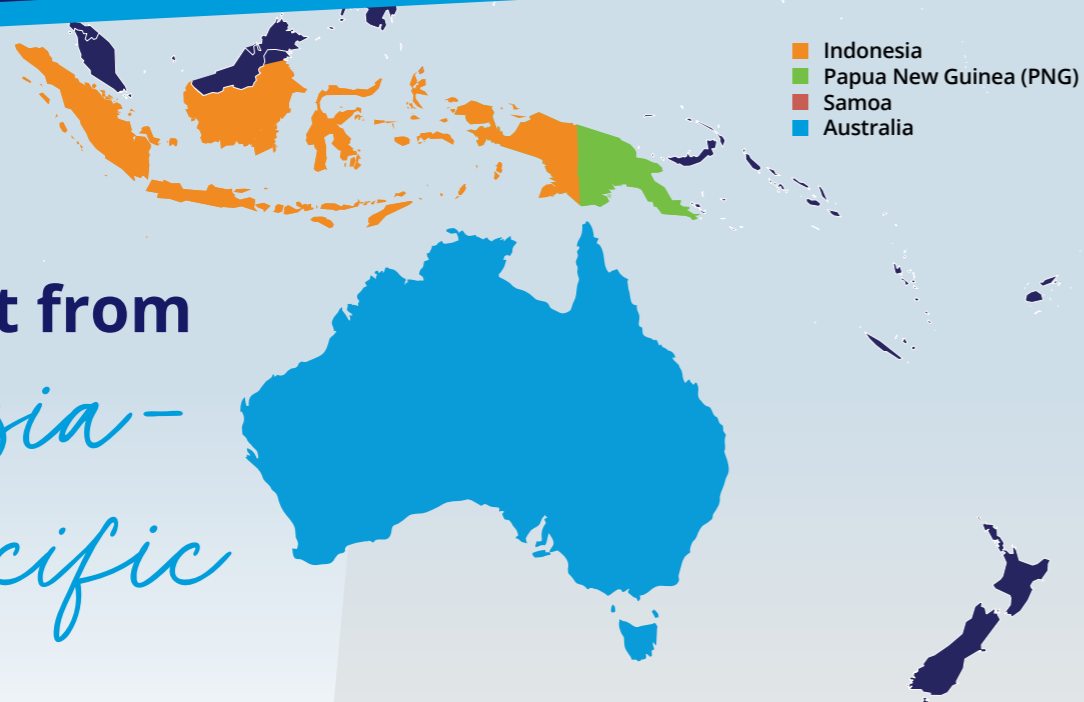 Indonesia
Papua New Guinea (PNG)
Samoa
Australia
t from
sia-
cific